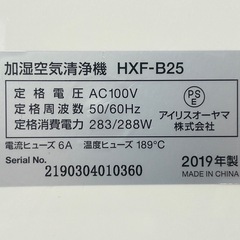 加湿空気清浄機 HXF-B25
定格電圧 AC100V
定格周波数 50/60Hz
定格消費電力 283/288W
PS
E
アイリスオーヤマ
株式会社
電流ヒューズ 6A 温度ヒューズ 189℃
Serial No.
2190304010360
2019年製
MADE IN CHINA